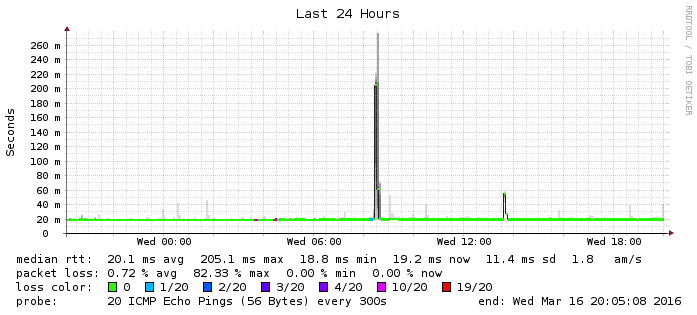 Last 24 Hours
RRDTOOL / TOBI OETIKER
260 m
240 m
220 m
200 m
180 m
160 m
140 m
120 m
100 m
80 m
60 m
40 m
20 m
0
Seconds
Wed 00:00 Wed 06:00 Wed 12:00 Wed 18:00
median rtt: 20.1 ms avg 205.1 ms max 18.8 ms min 19.2 ms now 11.4 ms sd 1.8 am/s
packet loss: 0.72 % avg 82.33 % max 0.00 % min 0.00 % now
loss color: 0 1/20 2/20 3/20 4/20 10/20 19/20
probe: 20 ICMP Echo Pings (56 Bytes) every 300s end: Wed Mar 16 20:05:08 2016